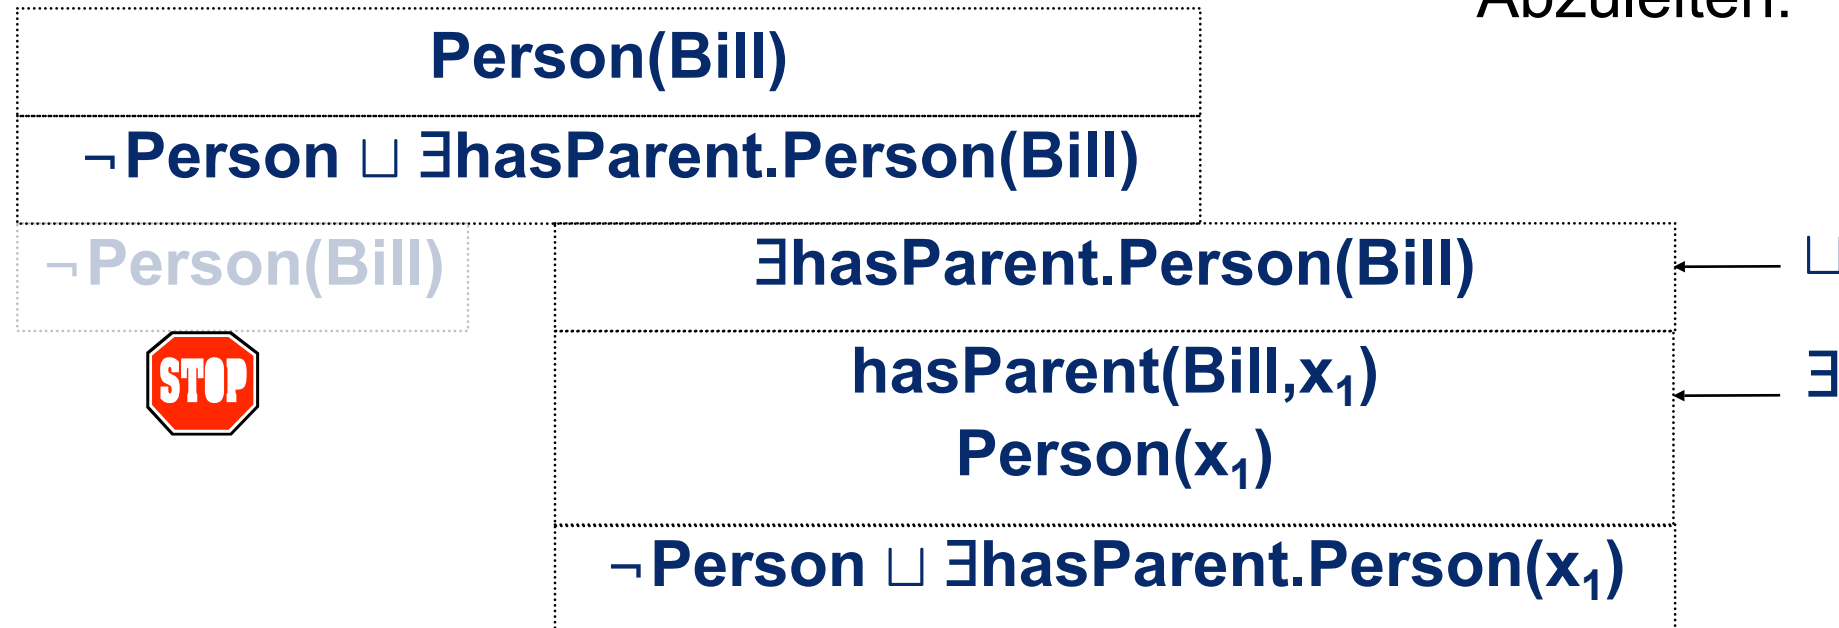 Abzuleiten:
Person(Bill)
¬Person ⊔ ∃hasParent.Person(Bill)
¬Person(Bill)
∃hasParent.Person(Bill)
⊔
STOP
hasParent(Bill,x₁)
∃
Person(x₁)
¬Person ⊔ ∃hasParent.Person(x₁)